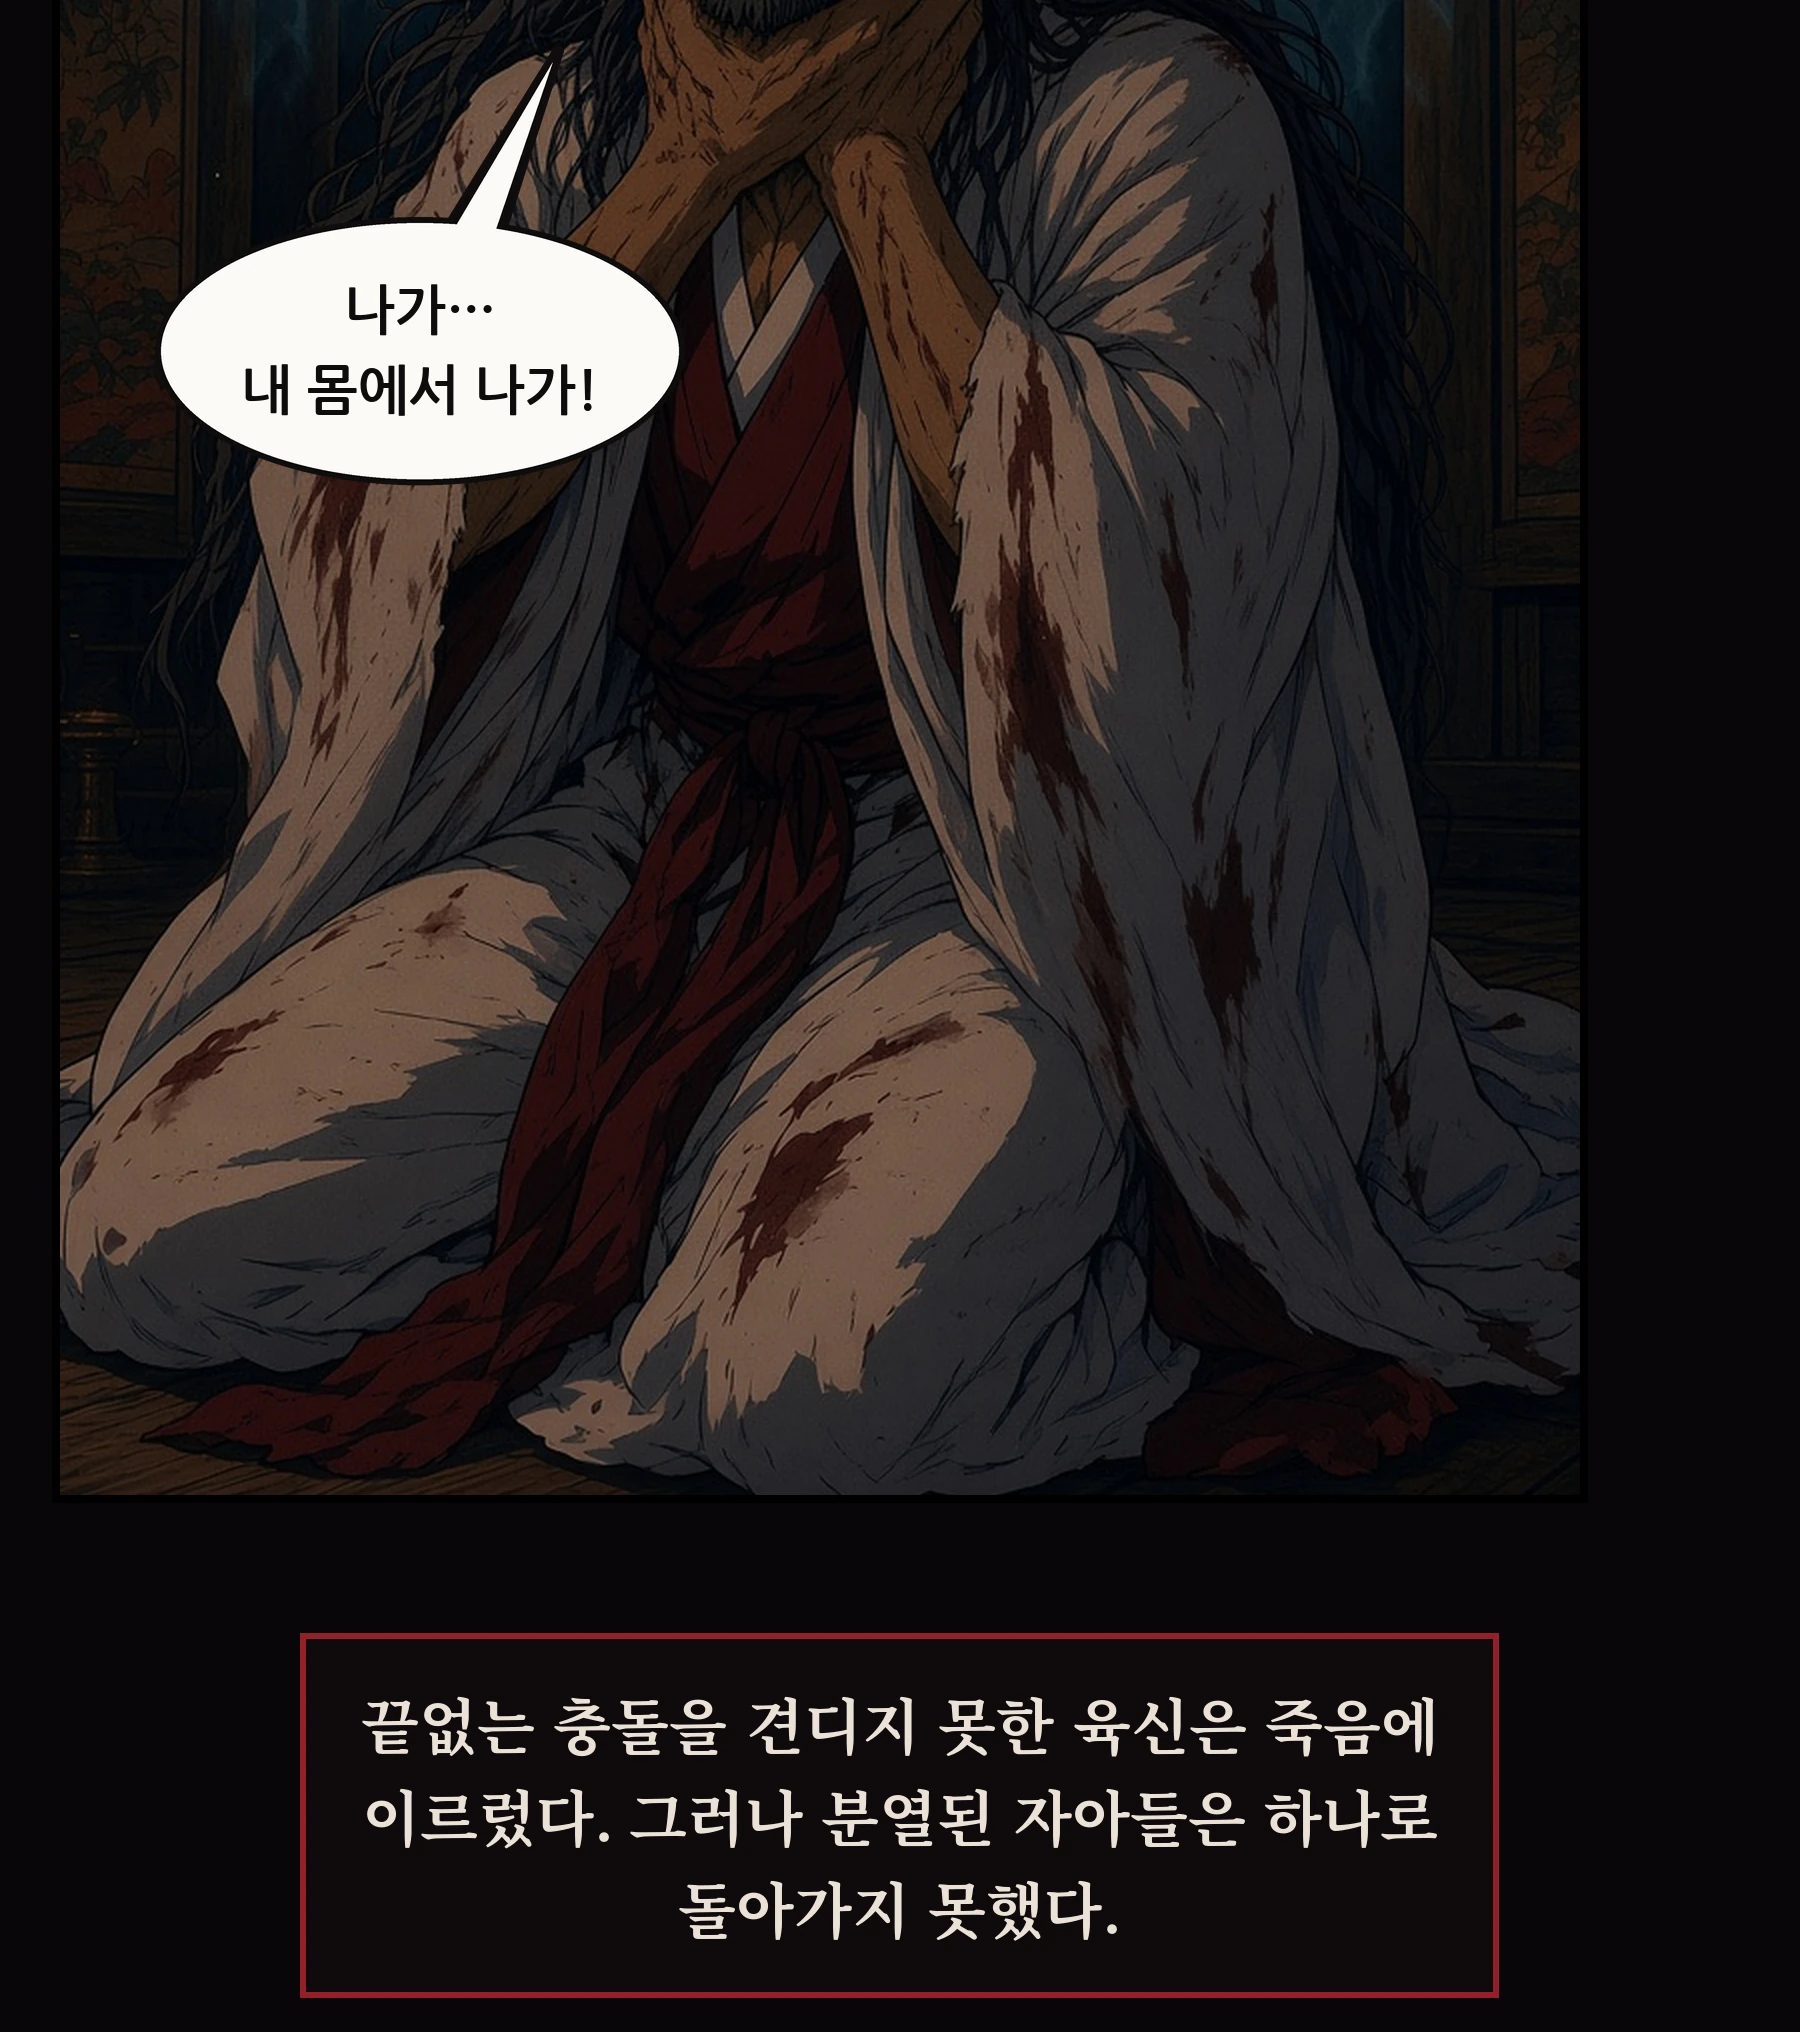 나가…
내 몸에서 나가!
끝없는 충돌을 견디지 못한 육신은 죽음에
이르렀다. 그러나 분열된 자아들은 하나로
돌아가지 못했다.